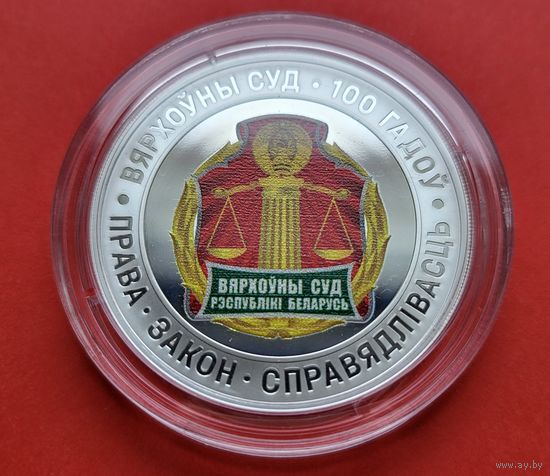 ВЯРХОЎНЫ СУД · 100 ГАДОЎ ·
ПРАВА · ЗАКОН · СПРАВЯДЛІВАСЦЬ
ВЯРХОЎНЫ СУД
РЭСПУБЛІКІ БЕЛАРУСЬ
www.ay.by